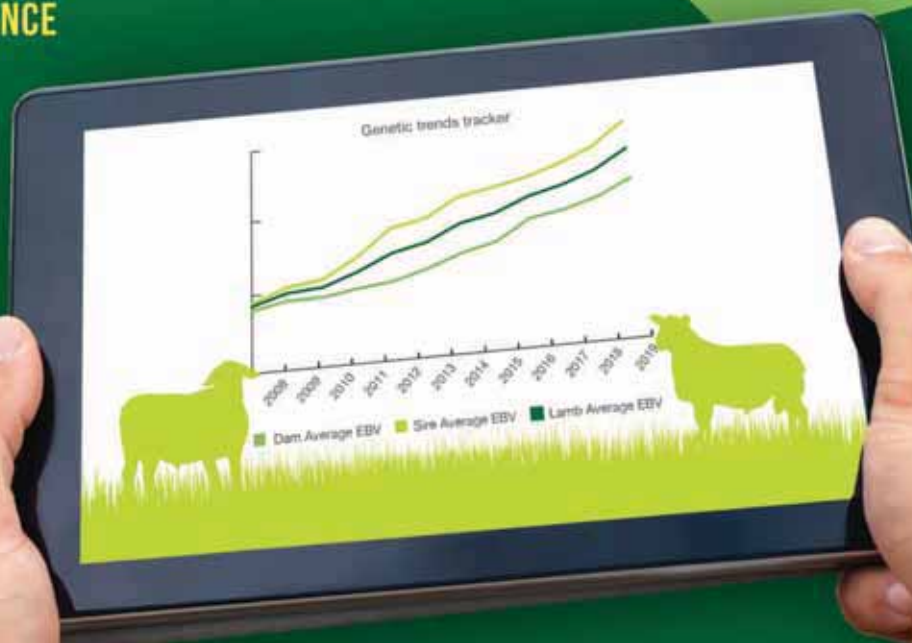 NCE
Genetic trends tracker
2008 2009 2010 2011 2012 2013 2014 2015 2016 2017 2018 2019
Dam Average EBV Sire Average EBV Lamb Average EBV